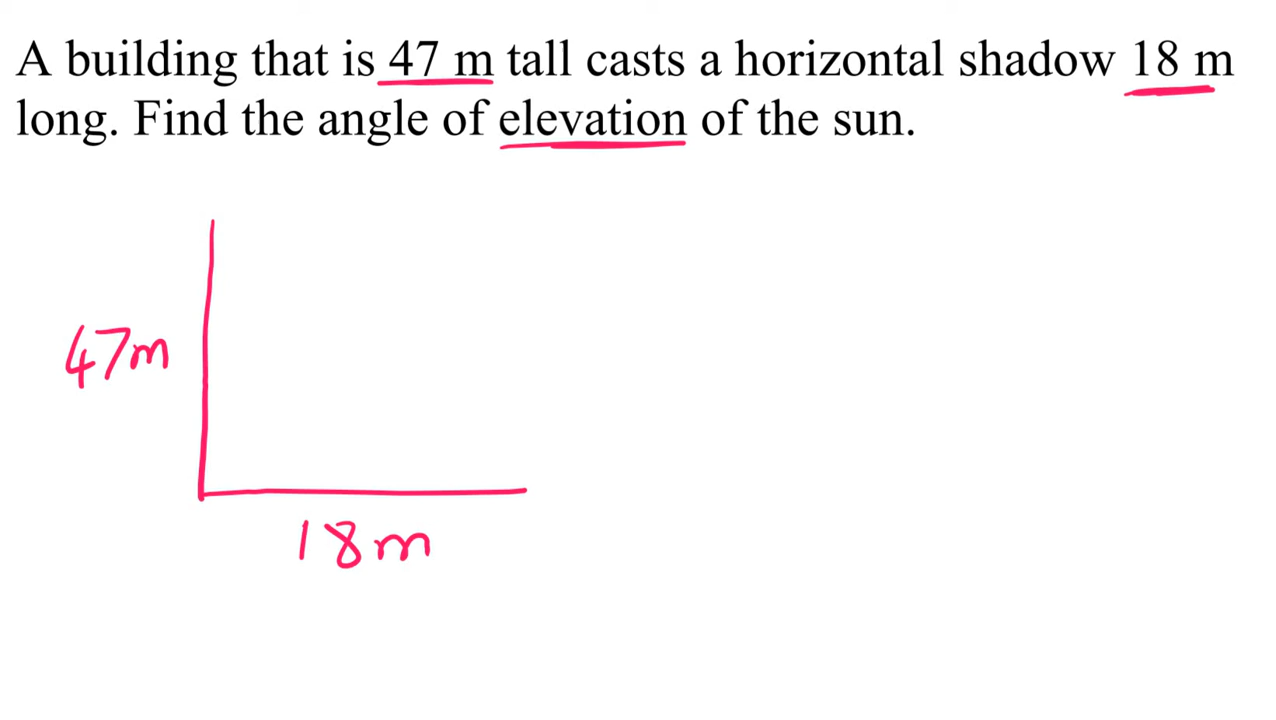 A building that is 47 m tall casts a horizontal shadow 18 m
long. Find the angle of elevation of the sun.
47m
18m